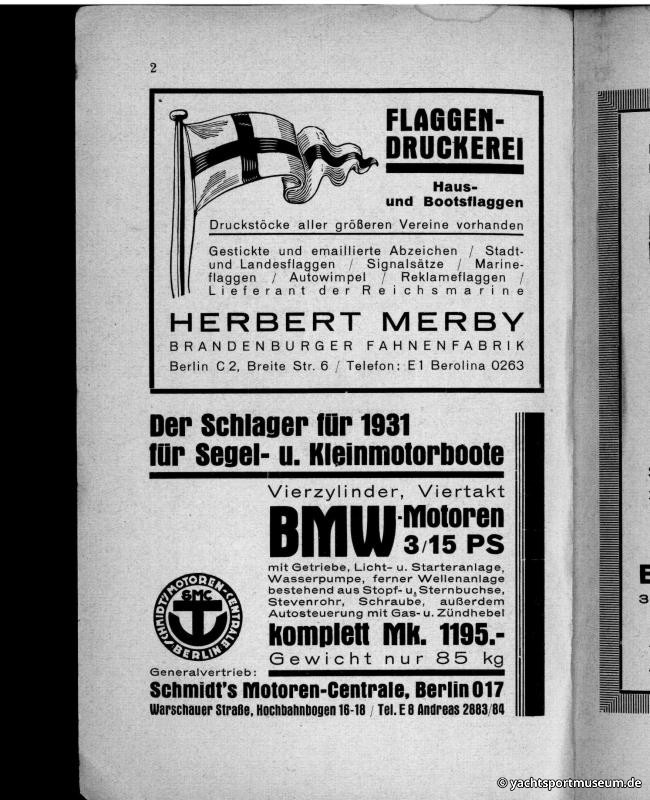 2
FLAGGEN-
DRUCKEREI
Haus-
und Bootsflaggen
Druckstöcke aller größeren Vereine vorhanden
Gestickte und emaillierte Abzeichen / Stadt-
und Landesflaggen / Signalsätze / Marine-
flaggen / Autowimpel / Reklameflaggen /
Lieferant der Reichsmarine
HERBERT MERBY
BRANDENBURGER FAHNENFABRIK
Berlin C 2, Breite Str. 6 / Telefon: E1 Berolina 0263
Der Schlager für 1931
für Segel- u. Kleinmotorboote
Vierzylinder, Viertakt
BMW-Motoren
3/15 PS
mit Getriebe, Licht- u. Starteranlage,
Wasserpumpe, ferner Wellenanlage
bestehend aus Stopf- u. Sternbuchse,
Stevenrohr, Schraube, außerdem
Autosteuerung mit Gas- u. Zündhebel
komplett Mk. 1195.-
Gewicht nur 85 kg
SCHMIDT'S MOTOREN-CENTRALE
SMC
BERLIN
Generalvertrieb:
Schmidt's Motoren-Centrale, Berlin O17
Warschauer Straße, Hochbahnbogen 16-18 / Tel. E 8 Andreas 2883/84
© yachtsportmuseum.de